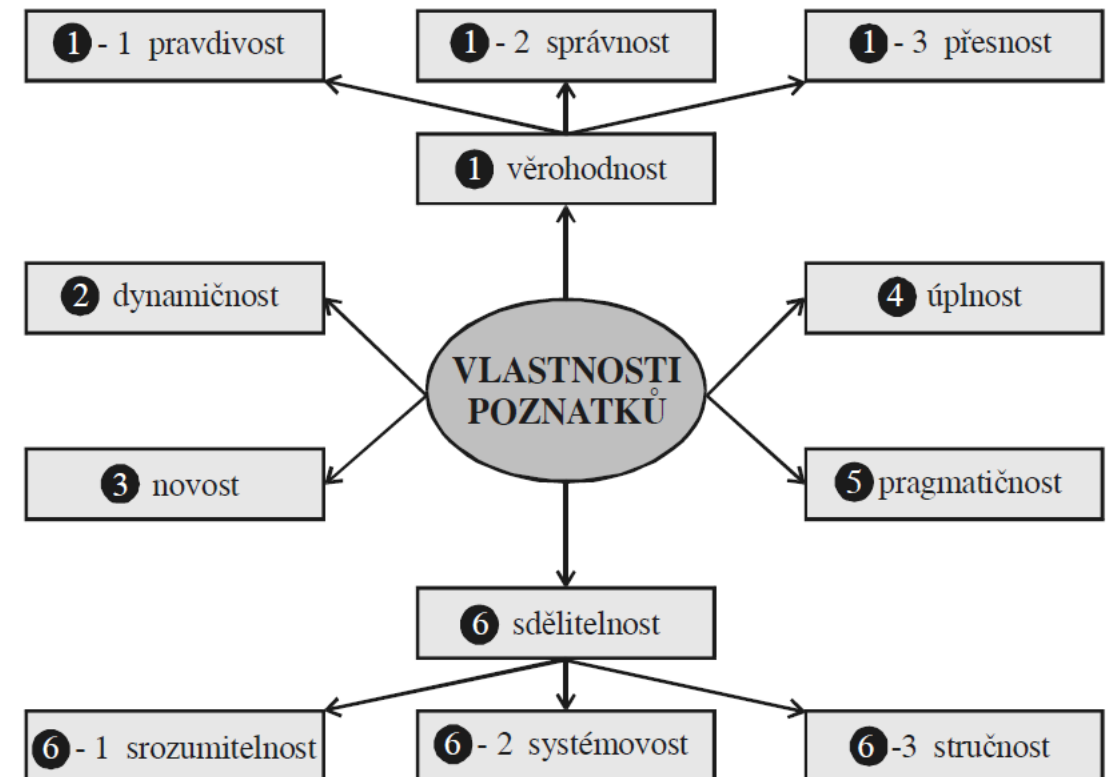 1 - 1 pravdivost
1 - 2 správnost
1 - 3 přesnost
1 věrohodnost
2 dynamičnost
4 úplnost
VLASTNOSTI
POZNATKŮ
3 novost
5 pragmatičnost
6 sdělitelnost
6 - 1 srozumitelnost
6 - 2 systémovost
6 -3 stručnost